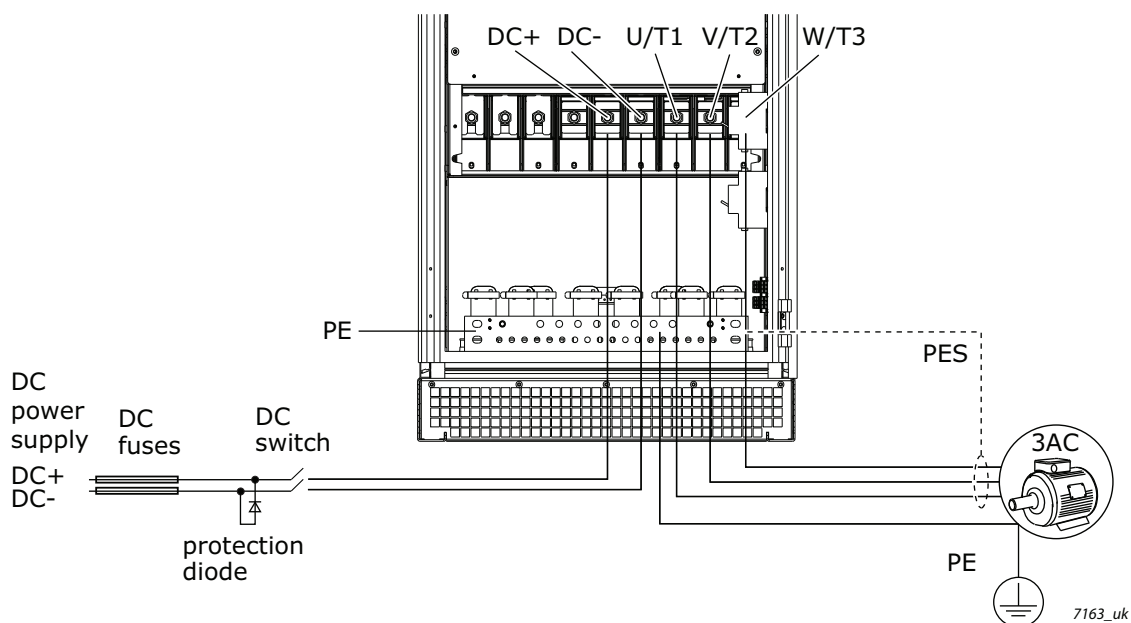 DC+ DC- U/T1 V/T2 W/T3
PE
PES
DC
power
supply
DC
fuses
DC
switch
DC+
DC-
protection
diode
3AC
PE
7163_uk